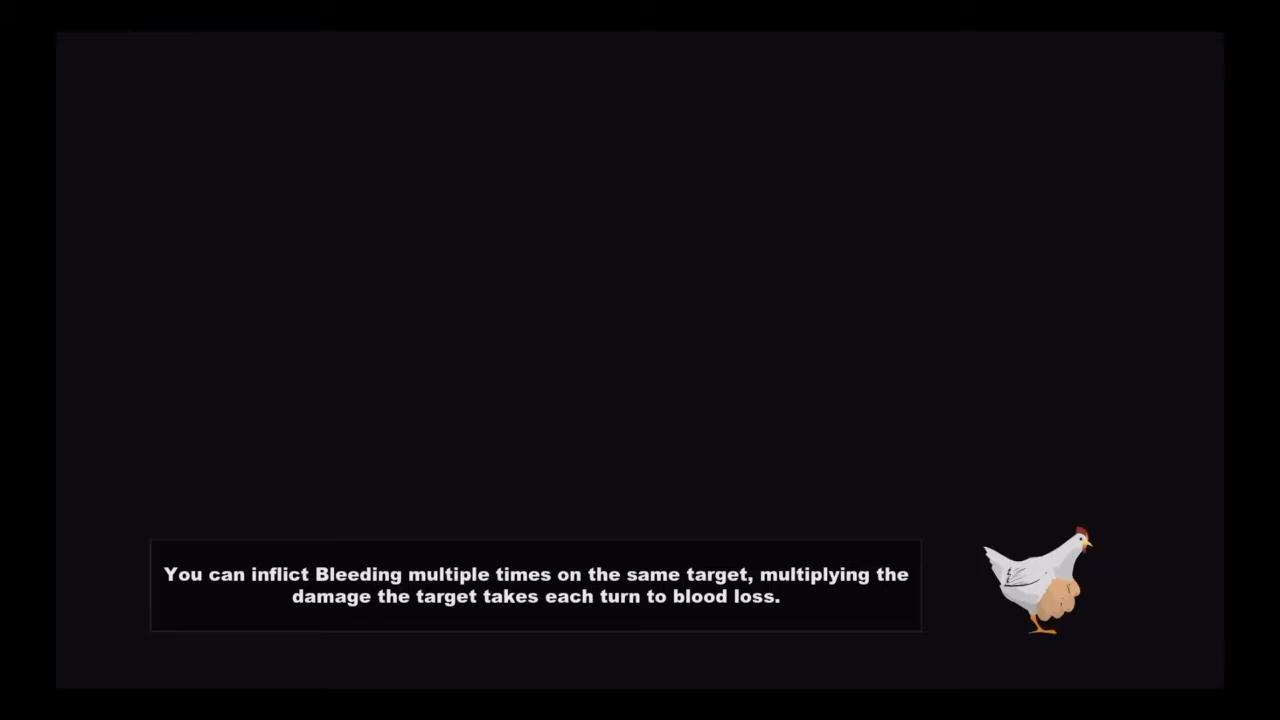 You can inflict Bleeding multiple times on the same target, multiplying the
damage the target takes each turn to blood loss.